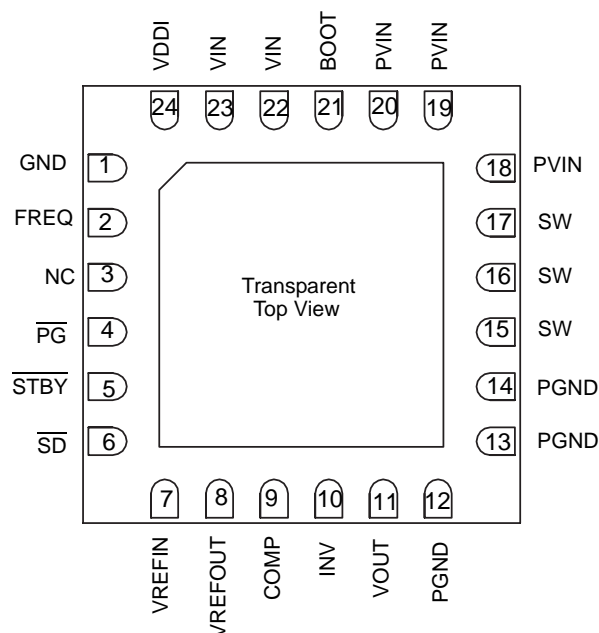 VDDI
VIN
VIN
BOOT
PVIN
PVIN
24
23
22
21
20
19
GND
1
18
PVIN
FREQ
2
17
SW
NC
3
16
SW
Transparent
Top View
PG
4
15
SW
STBY
5
14
PGND
SD
6
13
PGND
7
8
9
10
11
12
VREFIN
VREFOUT
COMP
INV
VOUT
PGND